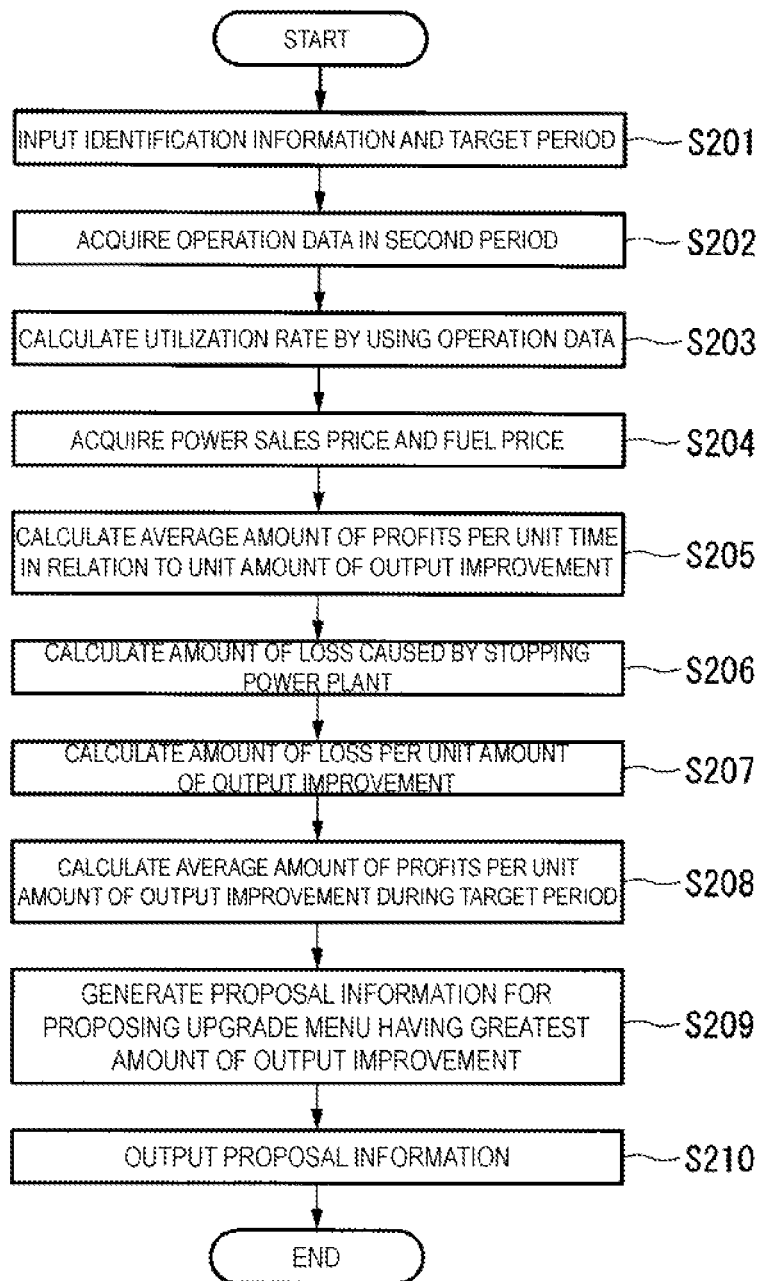 START
INPUT IDENTIFICATION INFORMATION AND TARGET PERIOD
S201
ACQUIRE OPERATION DATA IN SECOND PERIOD
S202
CALCULATE UTILIZATION RATE BY USING OPERATION DATA
S203
ACQUIRE POWER SALES PRICE AND FUEL PRICE
S204
CALCULATE AVERAGE AMOUNT OF PROFITS PER UNIT TIME
IN RELATION TO UNIT AMOUNT OF OUTPUT IMPROVEMENT
S205
CALCULATE AMOUNT OF LOSS CAUSED BY STOPPING
POWER PLANT
S206
CALCULATE AMOUNT OF LOSS PER UNIT AMOUNT
OF OUTPUT IMPROVEMENT
S207
CALCULATE AVERAGE AMOUNT OF PROFITS PER UNIT
AMOUNT OF OUTPUT IMPROVEMENT DURING TARGET PERIOD
S208
GENERATE PROPOSAL INFORMATION FOR
PROPOSING UPGRADE MENU HAVING GREATEST
AMOUNT OF OUTPUT IMPROVEMENT
S209
OUTPUT PROPOSAL INFORMATION
S210
END